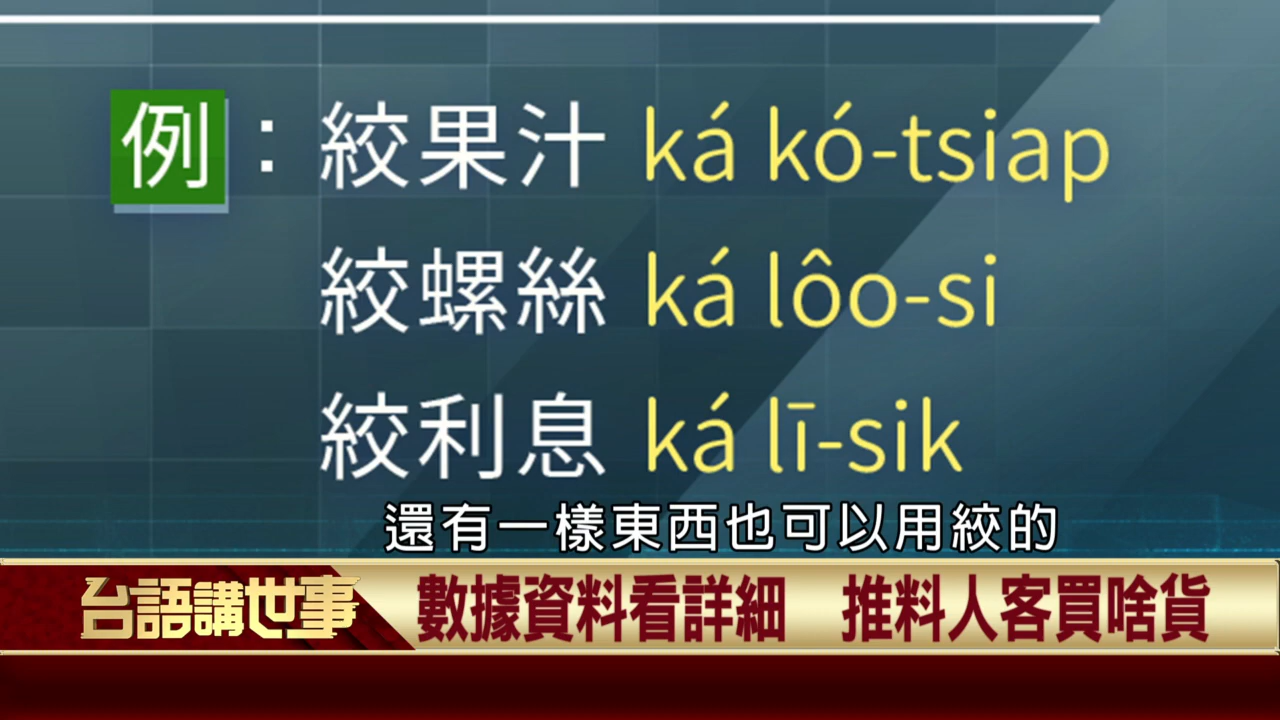 例：絞果汁 ká kó-tsiap
絞螺絲 ká lôo-si
絞利息 ká lī-sik
還有一樣東西也可以用絞的
台語講世事
數據資料看詳細 推料人客買啥貨